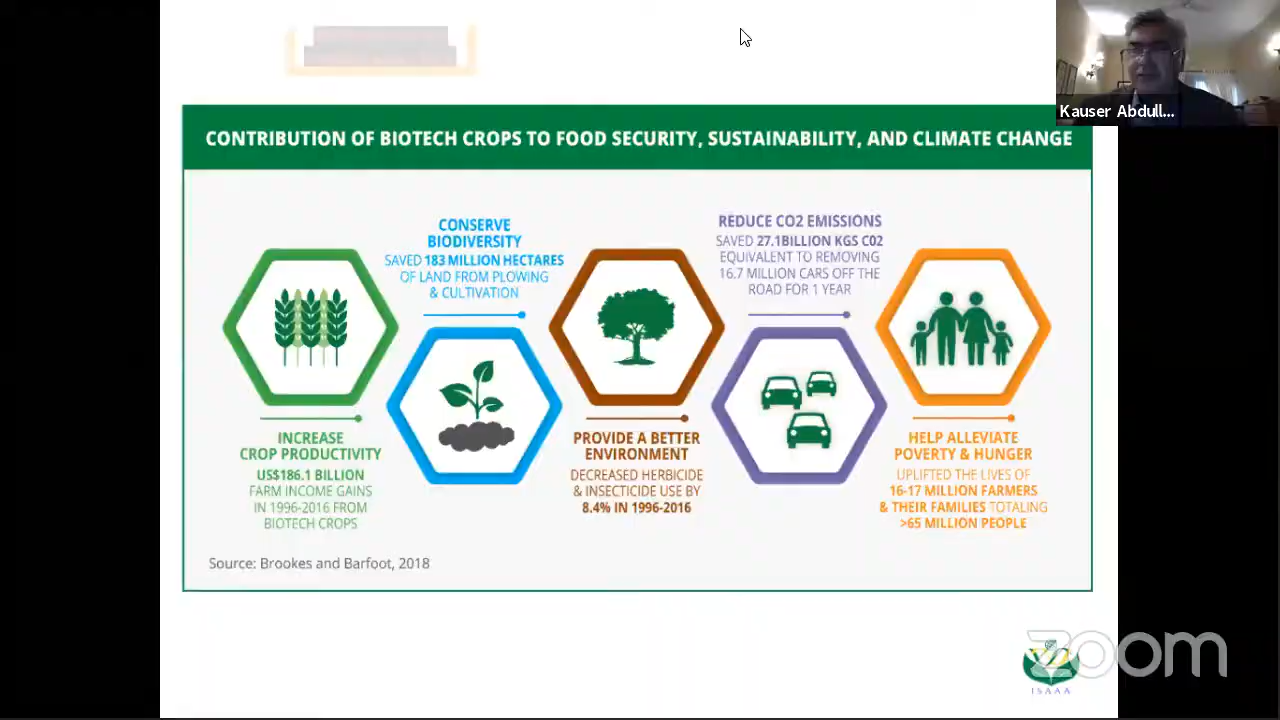 Kauser Abdull...
CONTRIBUTION OF BIOTECH CROPS TO FOOD SECURITY, SUSTAINABILITY, AND CLIMATE CHANGE
INCREASE
CROP PRODUCTIVITY
US$186.1 BILLION
FARM INCOME GAINS
IN 1996-2016 FROM
BIOTECH CROPS
CONSERVE
BIODIVERSITY
SAVED 183 MILLION HECTARES
OF LAND FROM PLOWING
& CULTIVATION
PROVIDE A BETTER
ENVIRONMENT
DECREASED HERBICIDE
& INSECTICIDE USE BY
8.4% IN 1996-2016
REDUCE CO2 EMISSIONS
SAVED 27.1BILLION KGS C02
EQUIVALENT TO REMOVING
16.7 MILLION CARS OFF THE
ROAD FOR 1 YEAR
HELP ALLEVIATE
POVERTY & HUNGER
UPLIFTED THE LIVES OF
16-17 MILLION FARMERS
& THEIR FAMILIES TOTALING
>65 MILLION PEOPLE
Source: Brookes and Barfoot, 2018
zoom
ISAAA